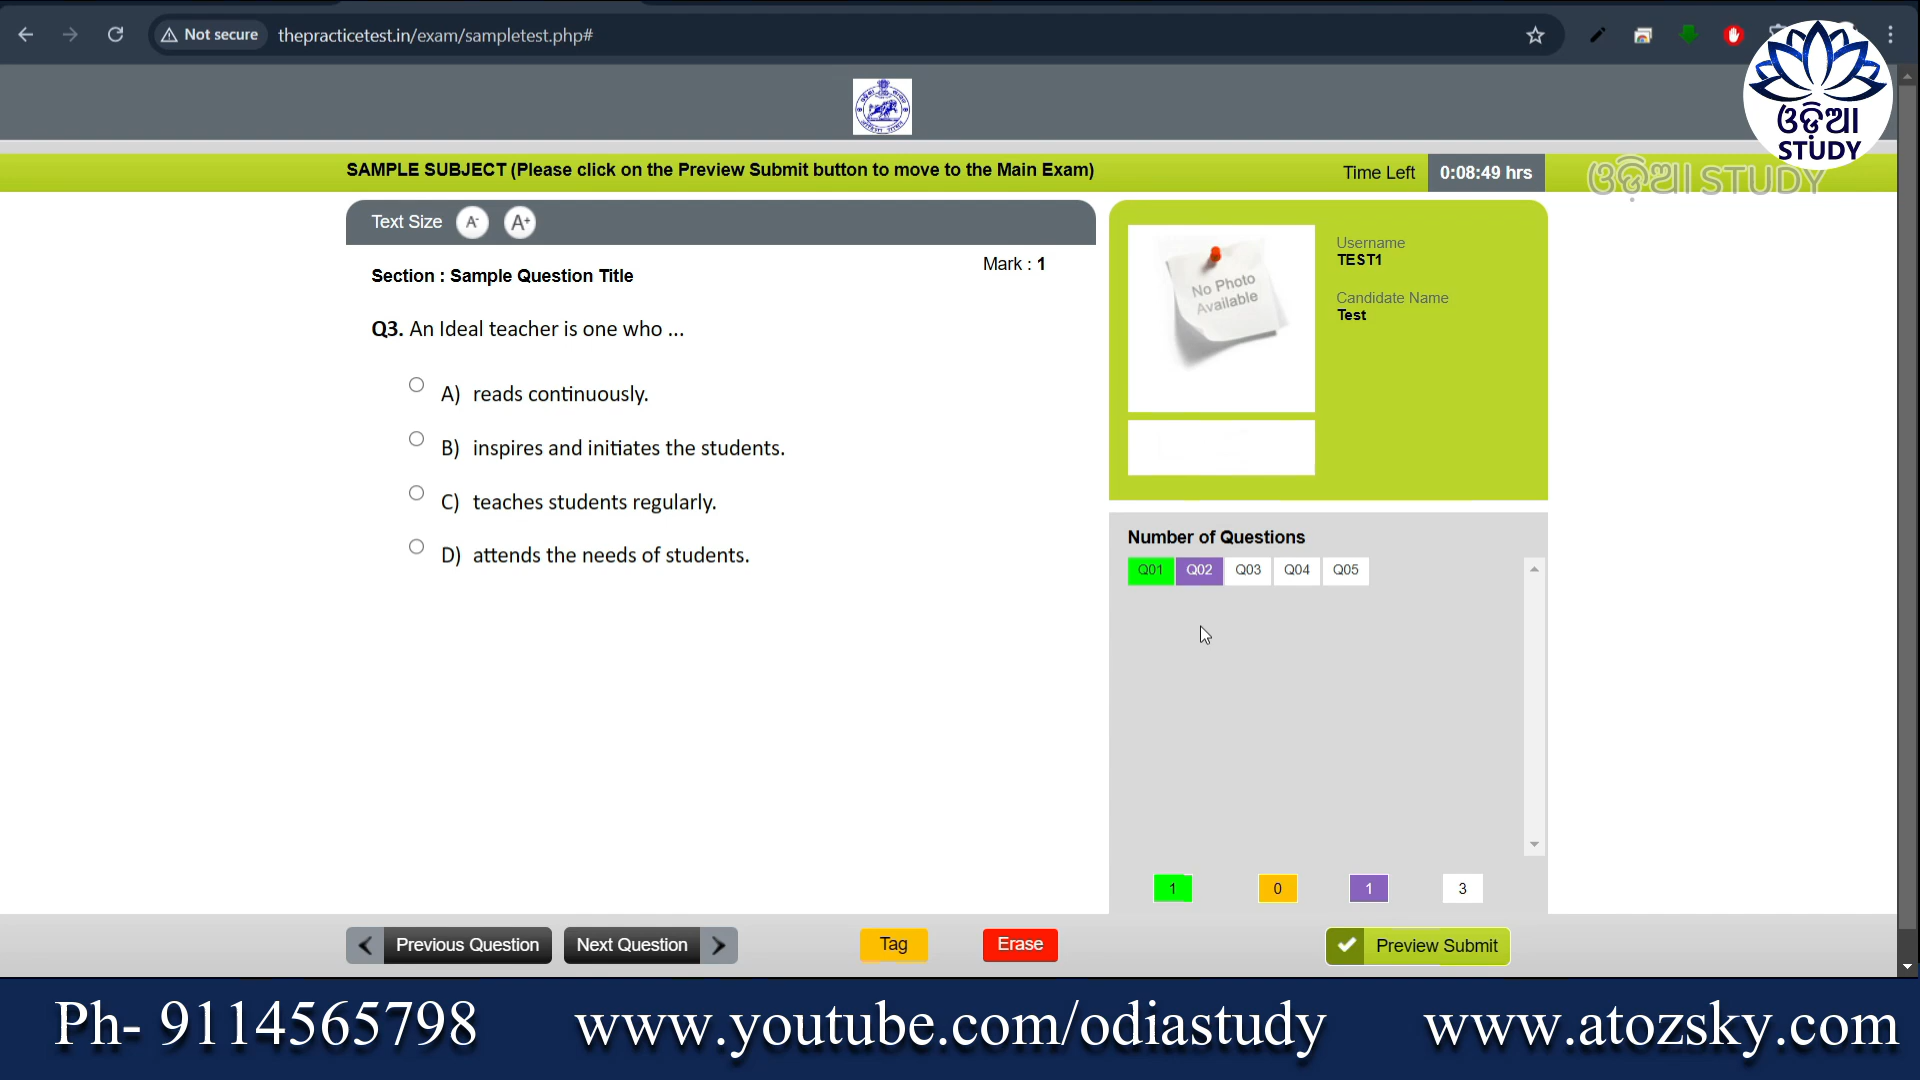 Not secure
thepracticetest.in/exam/sampletest.php#
ଓଡ଼ିଆ
STUDY
ଓଡ଼ିଆ STUDY
SAMPLE SUBJECT (Please click on the Preview Submit button to move to the Main Exam)
Time Left
0:08:49 hrs
Text Size A- A+
Section : Sample Question Title
Mark : 1
Q3. An Ideal teacher is one who ...
A) reads continuously.
B) inspires and initiates the students.
C) teaches students regularly.
D) attends the needs of students.
No Photo
Available
Username
TEST1
Candidate Name
Test
Number of Questions
Q01 Q02 Q03 Q04 Q05
1 0 1 3
Previous Question
Next Question
Tag
Erase
Preview Submit
Ph- 9114565798
www.youtube.com/odiastudy
www.atozsky.com